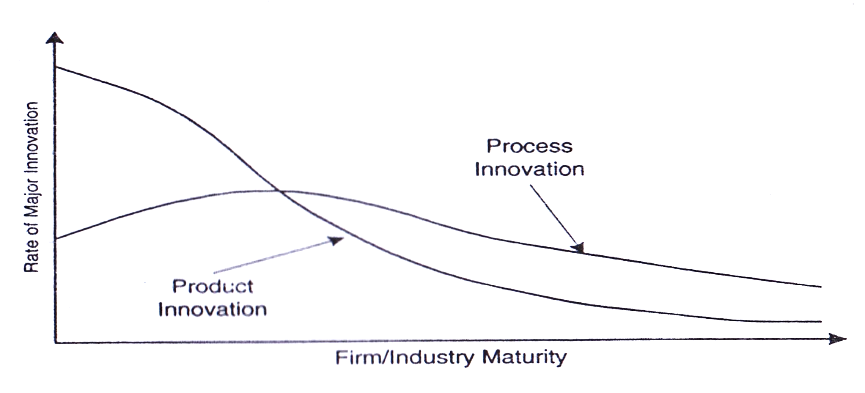 Rate of Major Innovation
Process
Innovation
Product
Innovation
Firm/Industry Maturity